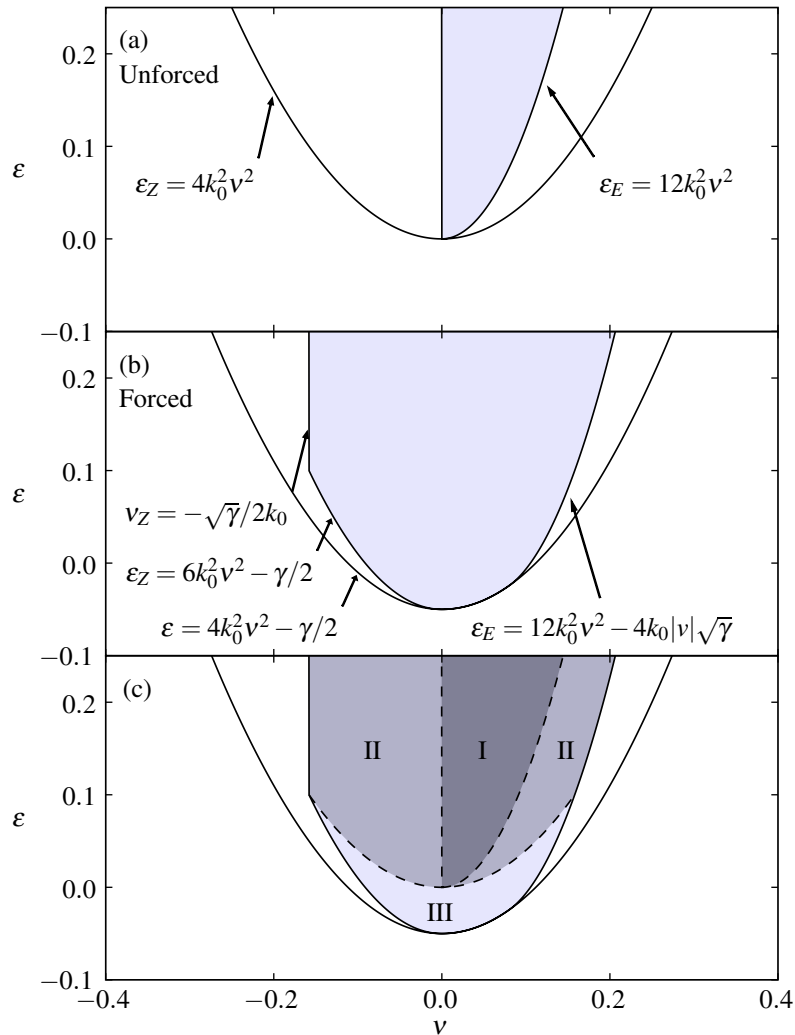 (a)
Unforced
ε_Z = 4k_0^2ν^2
ε_E = 12k_0^2ν^2
ε
0.2
0.1
0.0
−0.1
(b)
Forced
ν_Z = −√γ/2k_0
ε_Z = 6k_0^2ν^2 − γ/2
ε = 4k_0^2ν^2 − γ/2
ε_E = 12k_0^2ν^2 − 4k_0|ν|√γ
ε
0.2
0.1
0.0
−0.1
(c)
II
I
II
III
ε
0.2
0.1
0.0
−0.1
−0.4
−0.2
0.0
0.2
0.4
ν